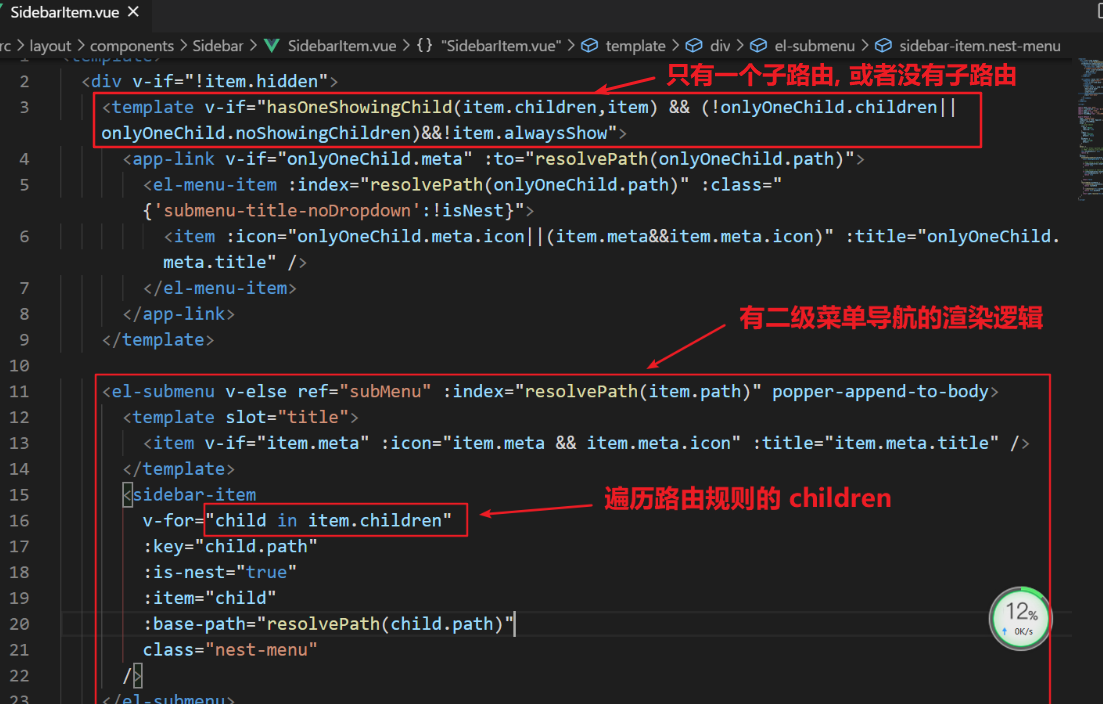 SidebarItem.vue ×
rc > layout > components > Sidebar > SidebarItem.vue > {} "SidebarItem.vue" > template > div > el-submenu > sidebar-item.nest-menu
1 <template>
2 <div v-if="!item.hidden">
只有一个子路由, 或者没有子路由
3 <template v-if="hasOneShowingChild(item.children,item) && (!onlyOneChild.children||
onlyOneChild.noShowingChildren)&&!item.alwaysShow">
4 <app-link v-if="onlyOneChild.meta" :to="resolvePath(onlyOneChild.path)">
5 <el-menu-item :index="resolvePath(onlyOneChild.path)" :class="
{'submenu-title-noDropdown':!isNest}">
6 <item :icon="onlyOneChild.meta.icon||(item.meta&&item.meta.icon)" :title="onlyOneChild.
meta.title" />
7 </el-menu-item>
8 </app-link>
有二级菜单导航的渲染逻辑
9 </template>
10
11 <el-submenu v-else ref="subMenu" :index="resolvePath(item.path)" popper-append-to-body>
12 <template slot="title">
13 <item v-if="item.meta" :icon="item.meta && item.meta.icon" :title="item.meta.title" />
14 </template>
15 <sidebar-item
遍历路由规则的 children
16 v-for="child in item.children"
17 :key="child.path"
18 :is-nest="true"
19 :item="child"
12%
20 :base-path="resolvePath(child.path)"
0K/s
21 class="nest-menu"
22 />
23 </el-submenu>